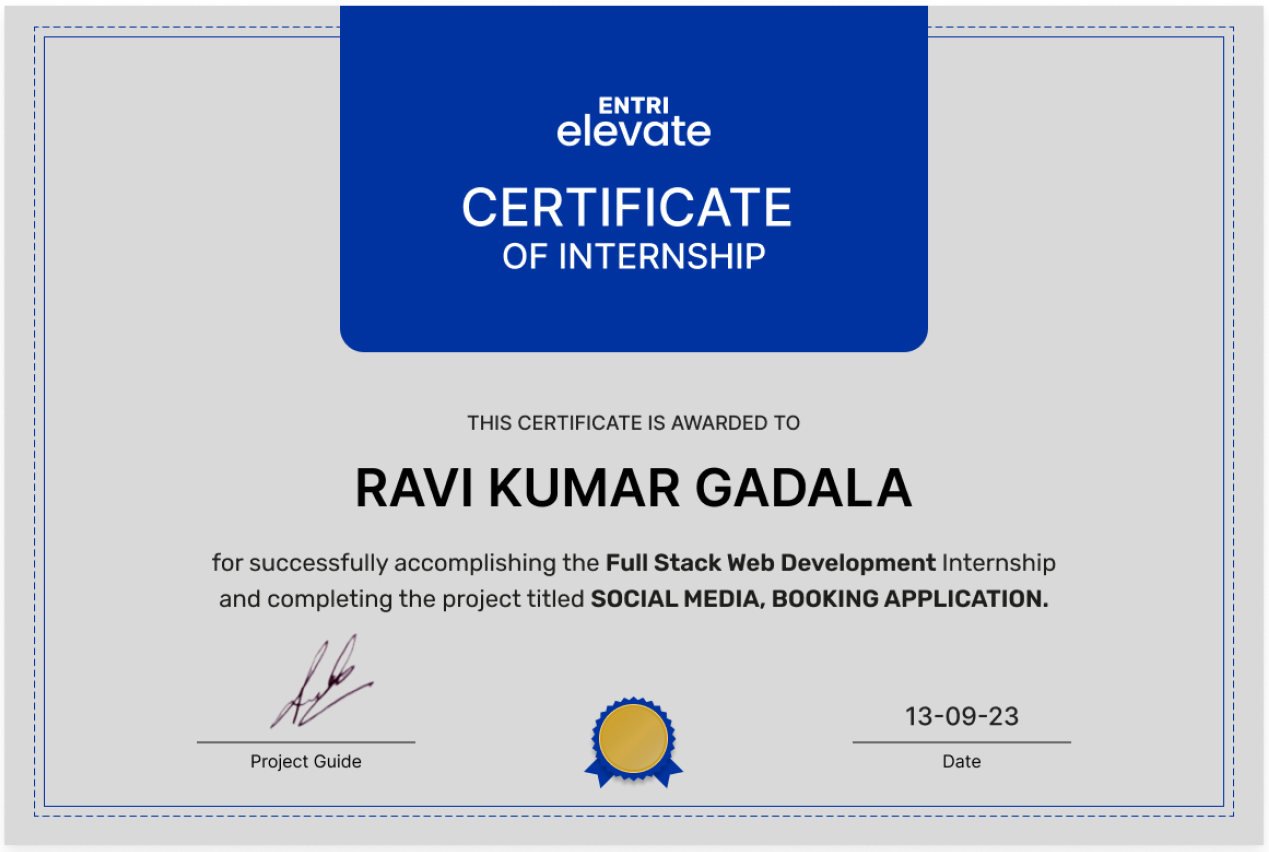 ENTRI
elevate
CERTIFICATE
OF INTERNSHIP
THIS CERTIFICATE IS AWARDED TO
RAVI KUMAR GADALA
for successfully accomplishing the Full Stack Web Development Internship
and completing the project titled SOCIAL MEDIA, BOOKING APPLICATION.
13-09-23
Project Guide
Date